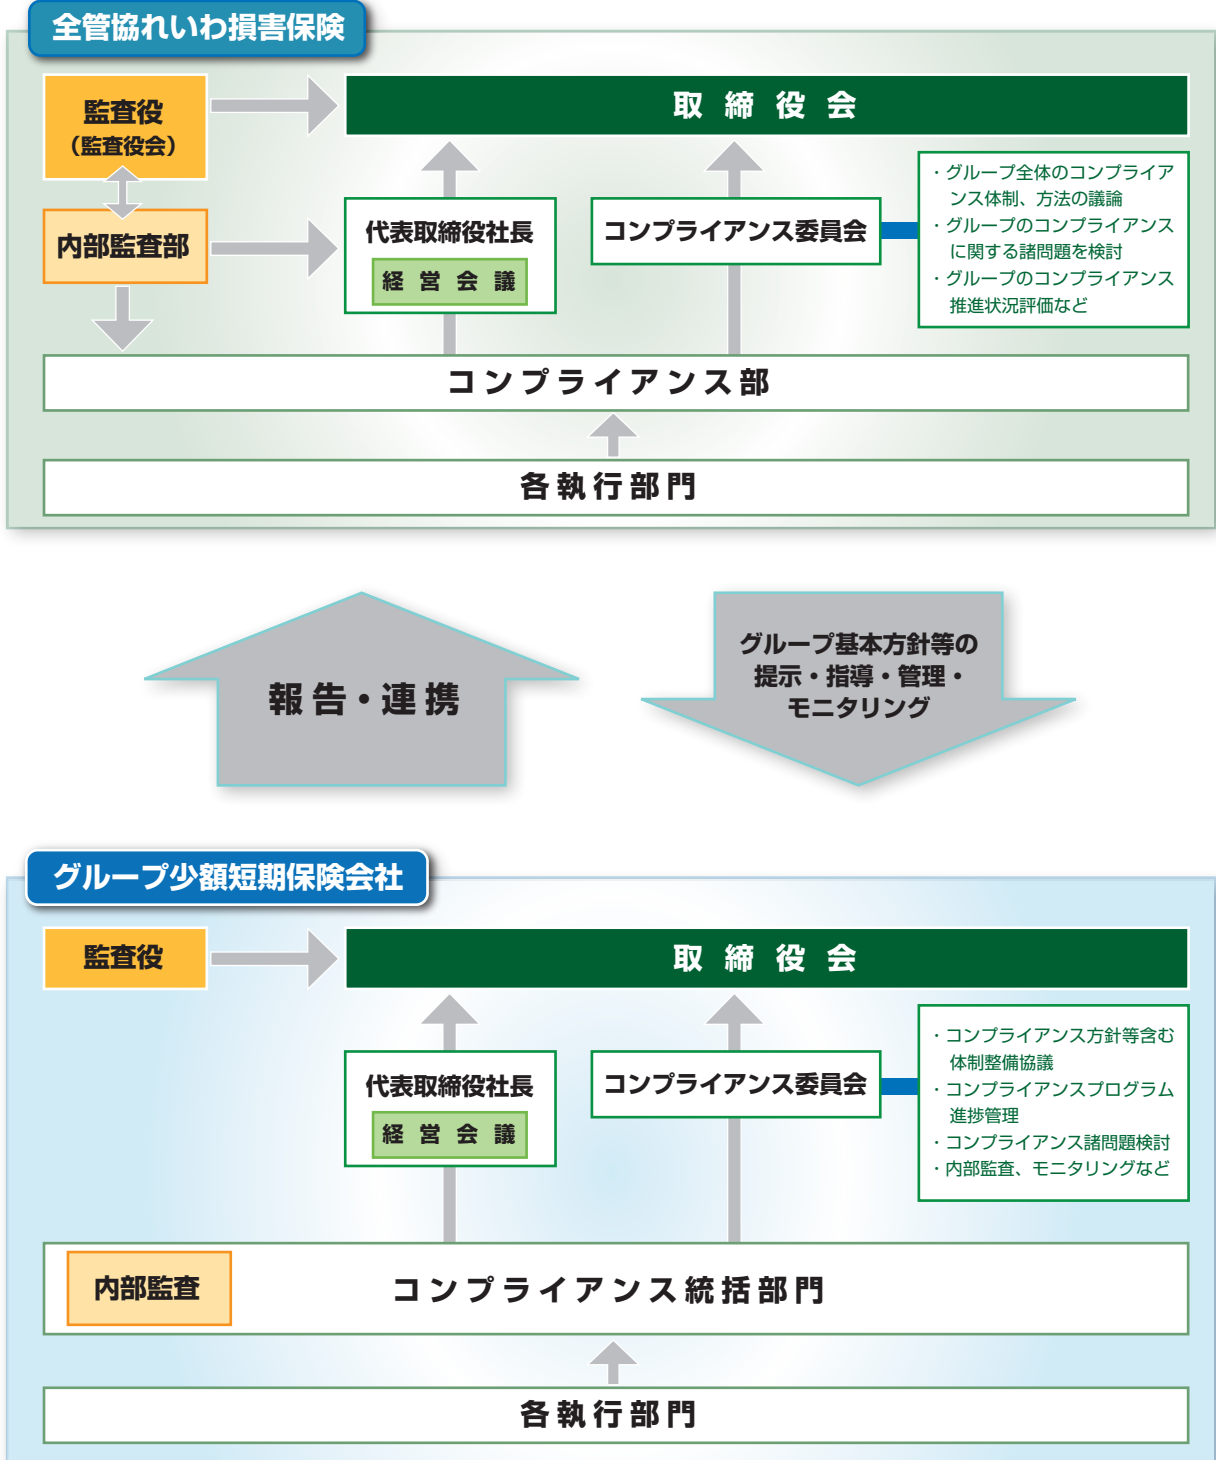 全管協れいわ損害保険
監査役
（監査役会）
取締役会
内部監査部
代表取締役社長
経営会議
コンプライアンス委員会
・グループ全体のコンプライア
ンス体制、方法の議論
・グループのコンプライアンス
に関する諸問題を検討
・グループのコンプライアンス
推進状況評価など
コンプライアンス部
各執行部門
報告・連携
グループ基本方針等の
提示・指導・管理・
モニタリング
グループ少額短期保険会社
監査役
取締役会
代表取締役社長
経営会議
コンプライアンス委員会
・コンプライアンス方針等含む
体制整備協議
・コンプライアンスプログラム
進捗管理
・コンプライアンス諸問題検討
・内部監査、モニタリングなど
内部監査
コンプライアンス統括部門
各執行部門